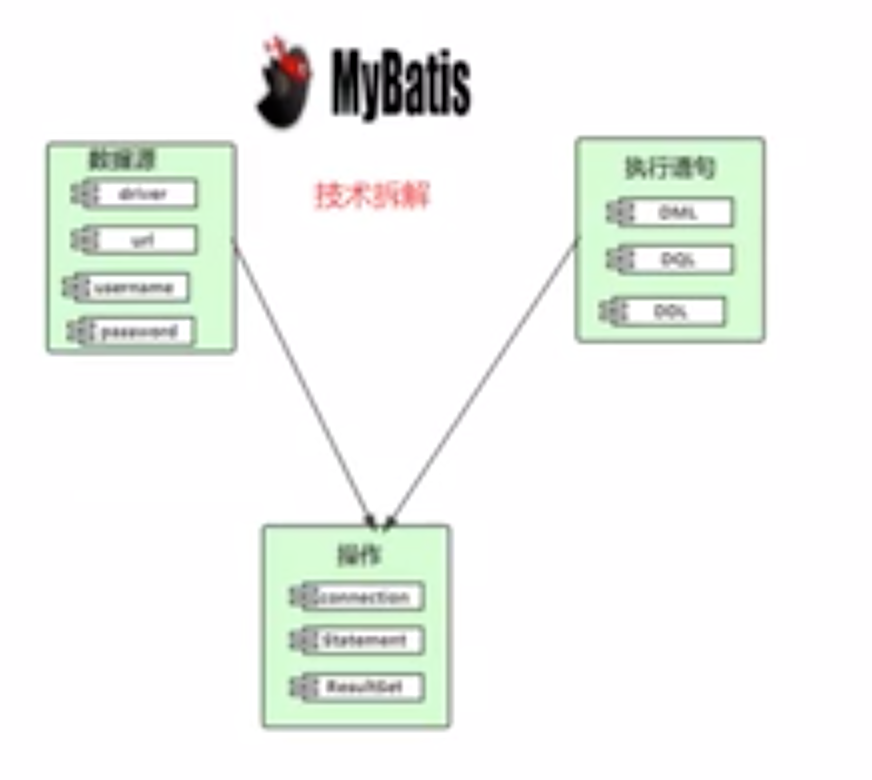 MyBatis
技术拆解
数据源
driver
url
username
password
执行语句
DML
DQL
DDL
操作
connection
Statement
ResultSet